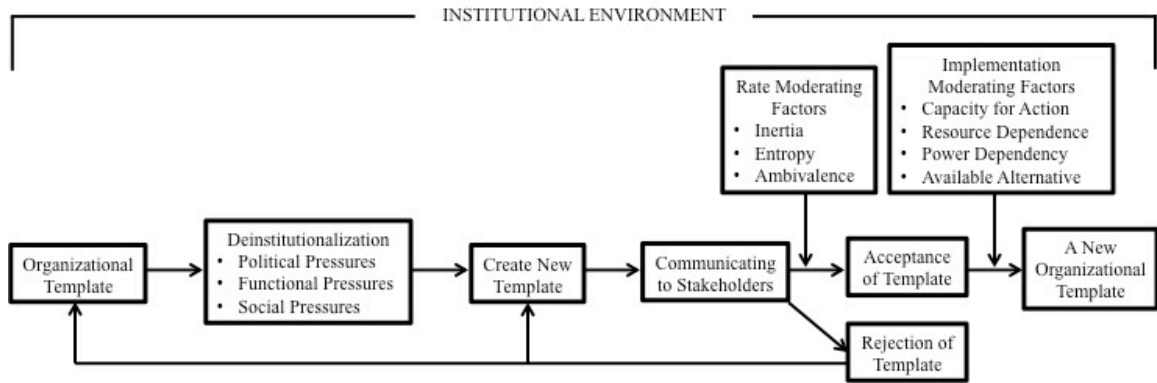 INSTITUTIONAL ENVIRONMENT
Rate Moderating
Factors
• Inertia
• Entropy
• Ambivalence
Implementation
Moderating Factors
• Capacity for Action
• Resource Dependence
• Power Dependency
• Available Alternative
Organizational
Template
Deinstitutionalization
• Political Pressures
• Functional Pressures
• Social Pressures
Create New
Template
Communicating
to Stakeholders
Acceptance
of Template
A New
Organizational
Template
Rejection of
Template